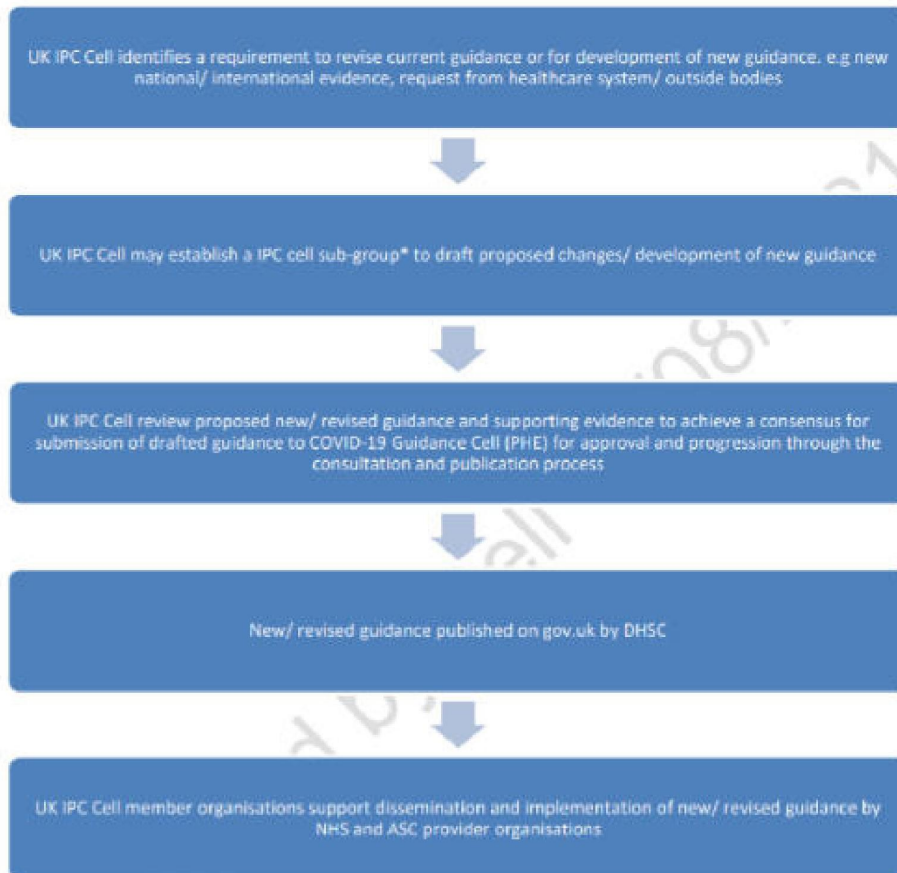 UK IPC Cell identifies a requirement to revise current guidance or for development of new guidance. e.g new
national/ international evidence, request from healthcare system/ outside bodies
UK IPC Cell may establish a IPC cell sub-group* to draft proposed changes/ development of new guidance
UK IPC Cell review proposed new/ revised guidance and supporting evidence to achieve a consensus for
submission of drafted guidance to COVID-19 Guidance Cell (PHE) for approval and progression through the
consultation and publication process
New/ revised guidance published on gov.uk by DHSC
UK IPC Cell member organisations support dissemination and implementation of new/ revised guidance by
NHS and ASC provider organisations